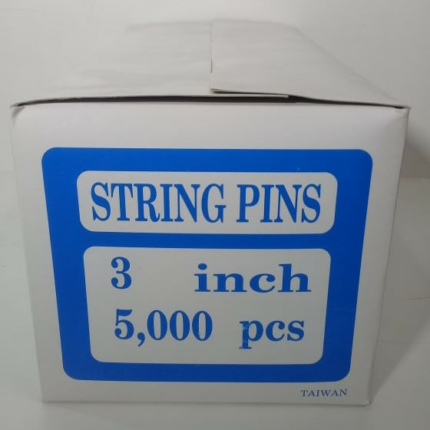 STRING PINS
3 inch
5,000 pcs
TAIWAN